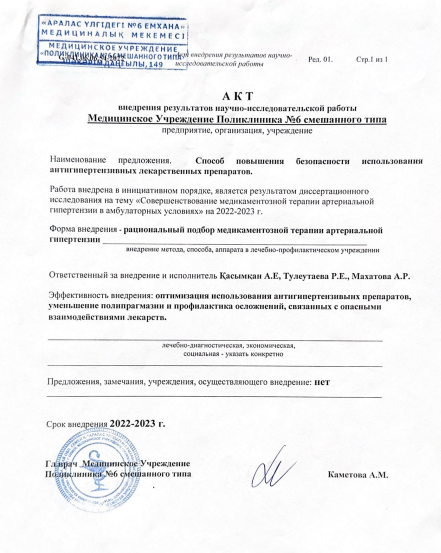 «АРАЛАС ҮЛГІДЕГІ №6 ЕМХАНА»
МЕДИЦИНАЛЫҚ МЕКЕМЕСІ
МЕДИЦИНСКОЕ УЧРЕЖДЕНИЕ
«ПОЛИКЛИНИКА №6 СМЕШАННОГО ТИПА»
149
внедрения результатов научно-
исследовательской работы
Ред. 01.
Стр.1 из 1
А К Т
внедрения результатов научно-исследовательской работы
Медицинское Учреждение Поликлиника №6 смешанного типа
предприятие, организация, учреждение
Наименование предложения. Способ повышения безопасности использования
антигипертензивных лекарственных препаратов.
Работа внедрена в инициативном порядке, является результатом диссертационного
исследования на тему «Совершенствование медикаментозной терапии артериальной
гипертензии в амбулаторных условиях» на 2022-2023 г.
Форма внедрения - рациональный подбор медикаментозной терапии артериальной
гипертензии
внедрение метода, способа, аппарата в лечебно-профилактическом учреждении
Ответственный за внедрение и исполнитель Қасымқан А.Е, Тулеутаева Р.Е., Махатова А.Р.
Эффективность внедрения: оптимизация использования антигипертензивных препаратов,
уменьшение полипрагмазии и профилактика осложнений, связанных с опасными
взаимодействиями лекарств.
лечебно-диагностическая, экономическая,
социальная - указать конкретно
Предложения, замечания, учреждения, осуществляющего внедрение: нет
Срок внедрения 2022-2023 г.
Главрач Медицинское Учреждение
Поликлиника №6 смешанного типа
Каметова А.М.